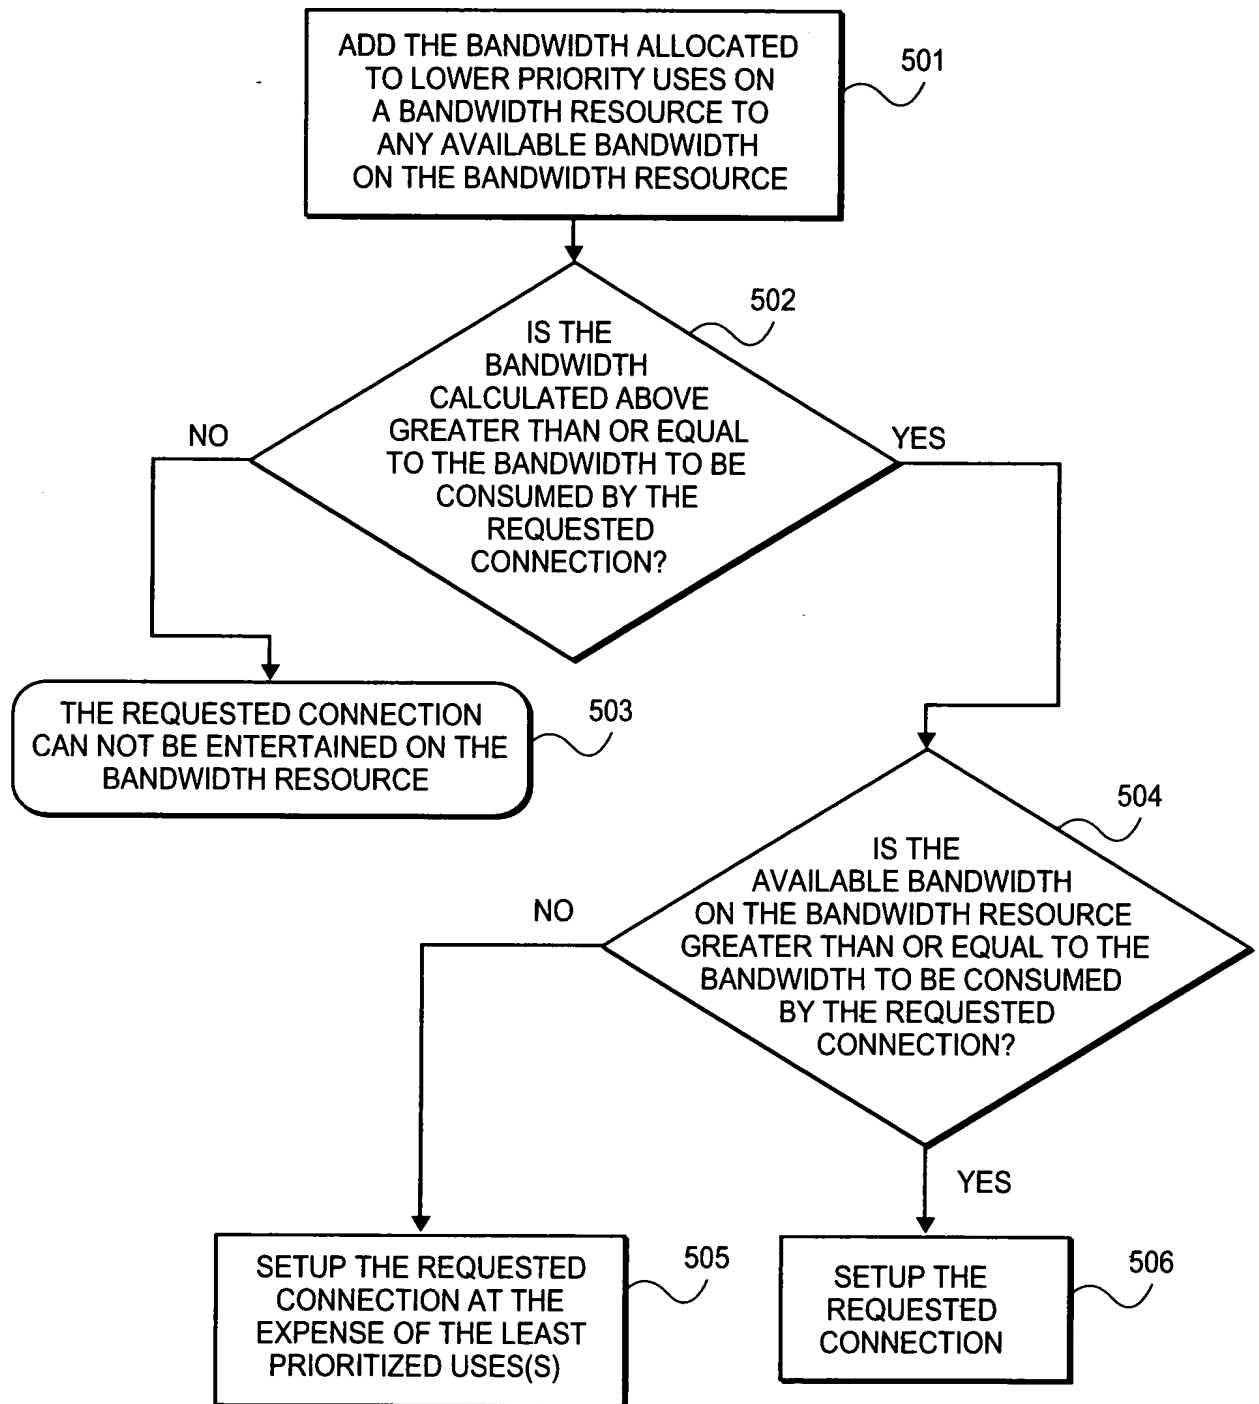 ADD THE BANDWIDTH ALLOCATED
TO LOWER PRIORITY USES ON
A BANDWIDTH RESOURCE TO
ANY AVAILABLE BANDWIDTH
ON THE BANDWIDTH RESOURCE
501
502
IS THE
BANDWIDTH
CALCULATED ABOVE
GREATER THAN OR EQUAL
TO THE BANDWIDTH TO BE
CONSUMED BY THE
REQUESTED
CONNECTION?
NO
YES
THE REQUESTED CONNECTION
CAN NOT BE ENTERTAINED ON THE
BANDWIDTH RESOURCE
503
504
IS THE
AVAILABLE BANDWIDTH
ON THE BANDWIDTH RESOURCE
GREATER THAN OR EQUAL TO THE
BANDWIDTH TO BE CONSUMED
BY THE REQUESTED
CONNECTION?
NO
YES
SETUP THE REQUESTED
CONNECTION AT THE
EXPENSE OF THE LEAST
PRIORITIZED USES(S)
505
SETUP THE
REQUESTED
CONNECTION
506